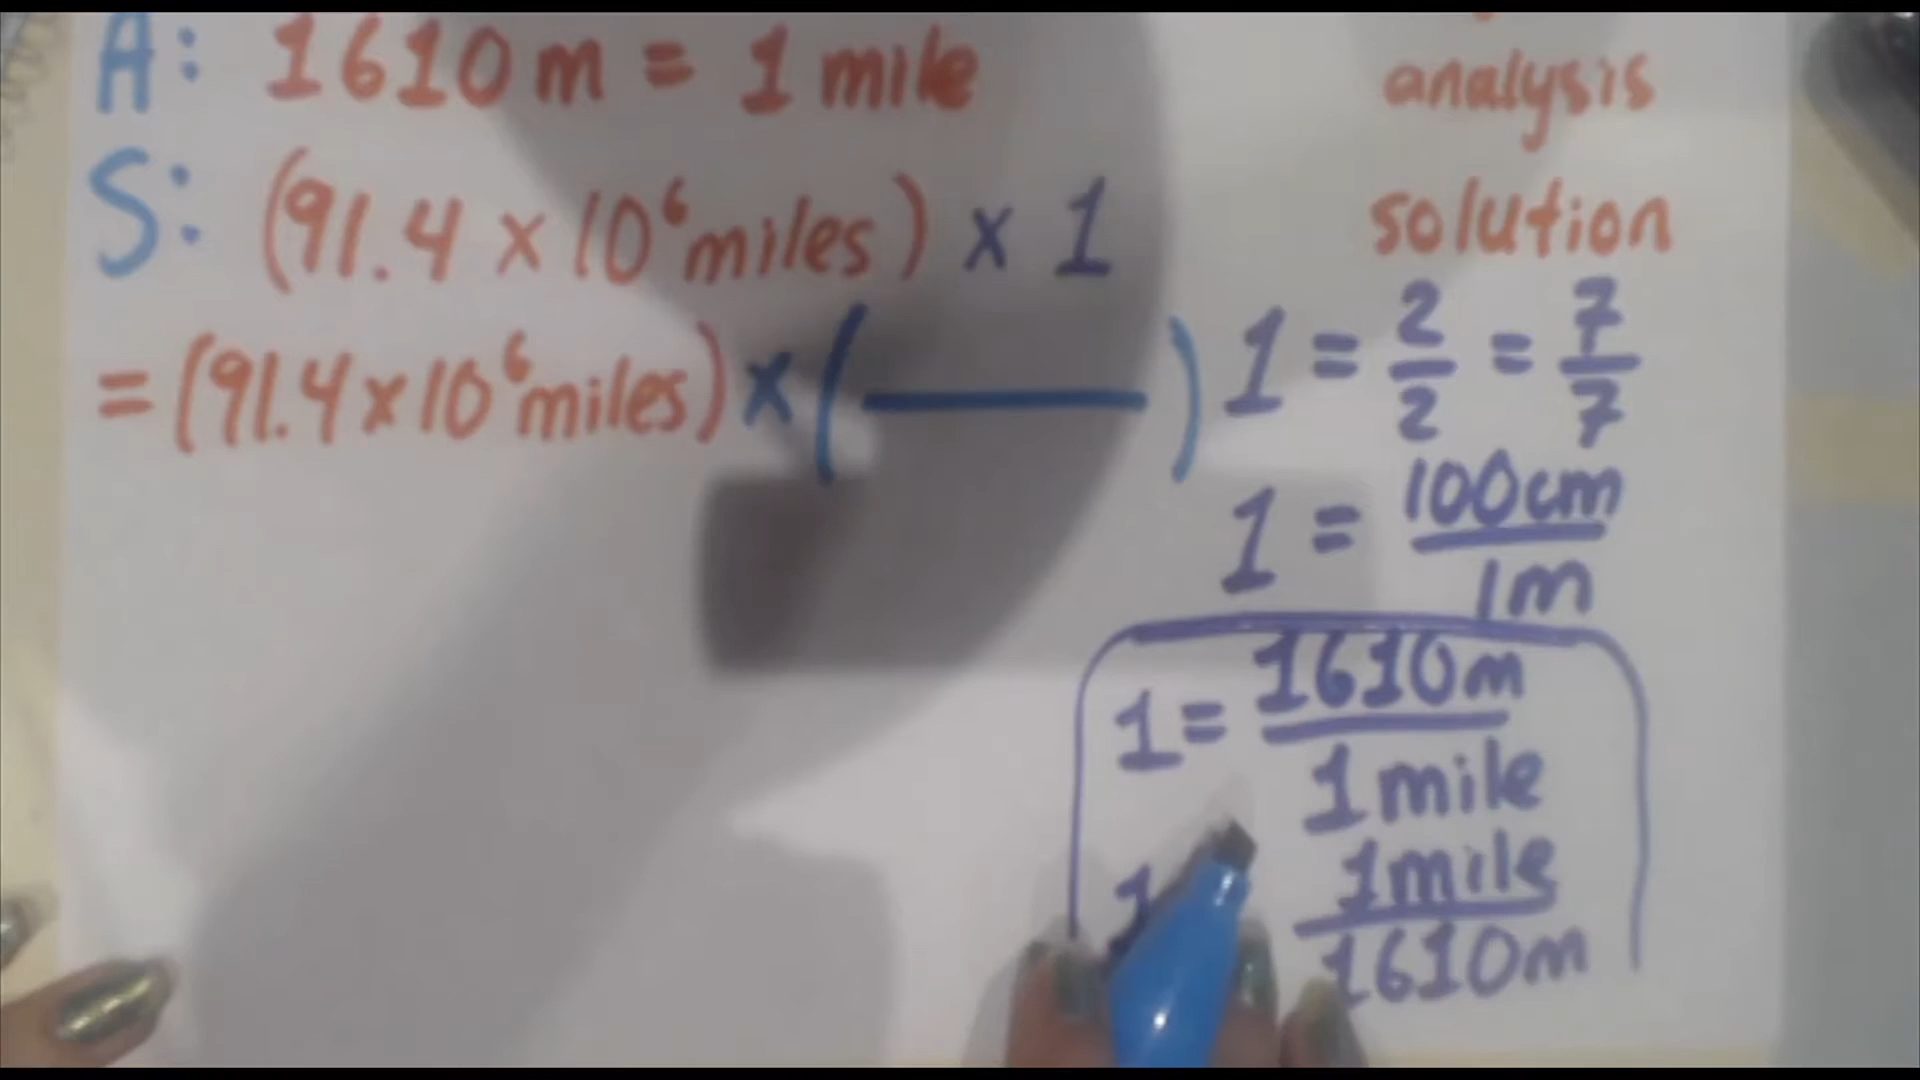 A: 1610 m = 1 mile
analysis
S: (91.4 × 10⁶ miles) × 1
solution
= (91.4 × 10⁶ miles) × ( — )
1 = 2/2 = 7/7
1 = 100cm/1m
1 = 1610m/1mile
1 1mile/1610m